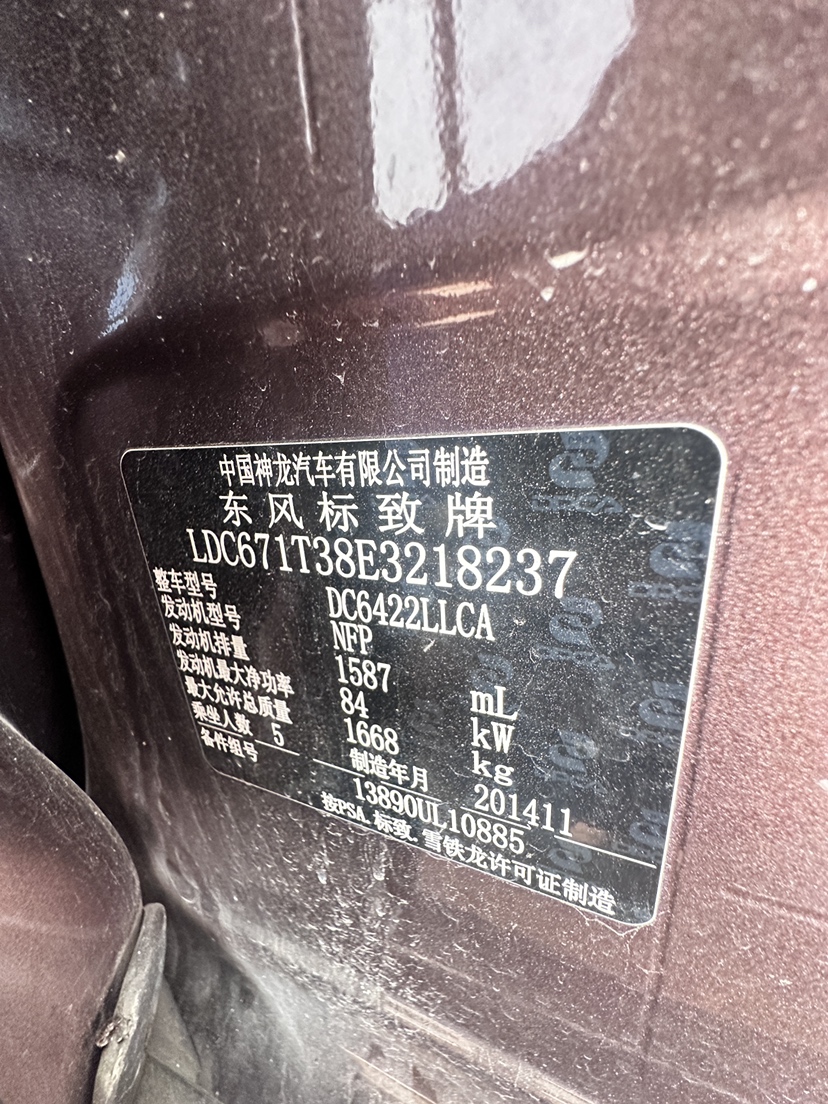 中国神龙汽车有限公司制造
东风标致牌
LDC671T38E3218237
整车型号 DC6422LLCA
发动机型号 NFP
发动机排量 1587 mL
发动机最大净功率 84 kW
最大允许总质量 1668 kg
乘坐人数 5 制造年月 201411
备件组号 13890UL10885
按PSA.标致.雪铁龙许可证制造